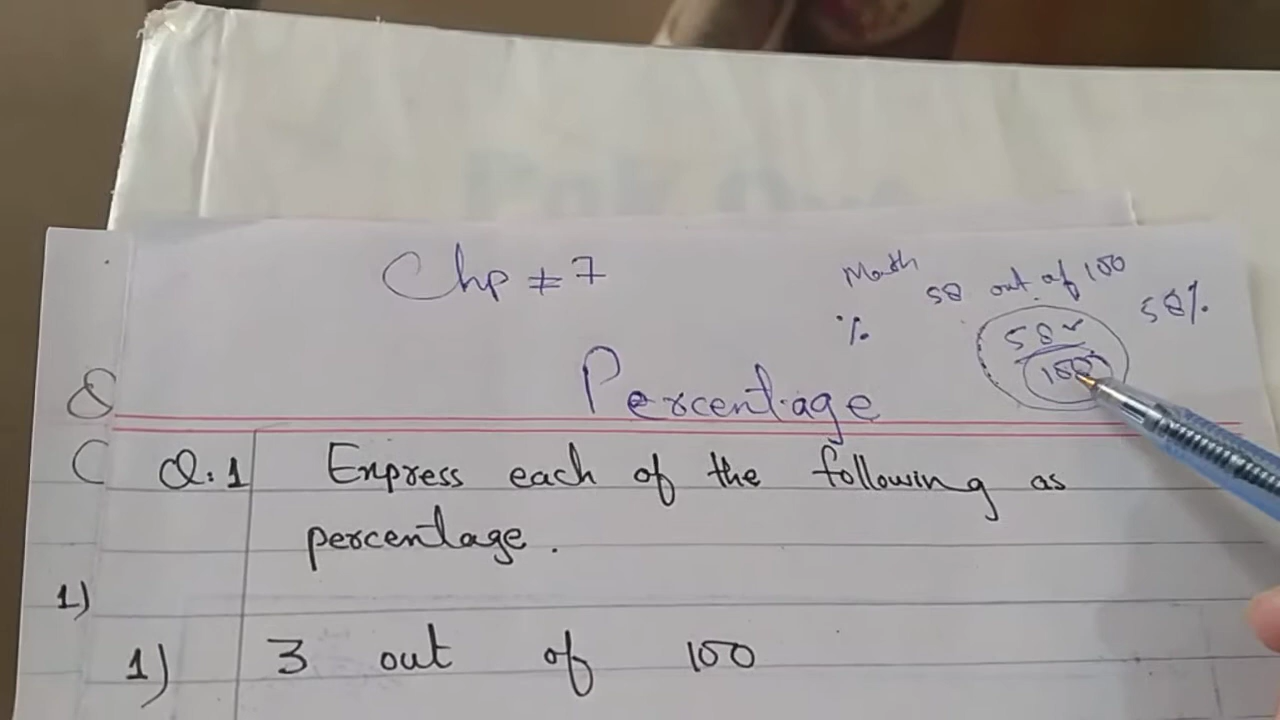 Chp # 7
Math
58 out of 100
%
58
100
58%
Percentage
Q:1 Express each of the following as
percentage.
1)
1) 3 out of 100